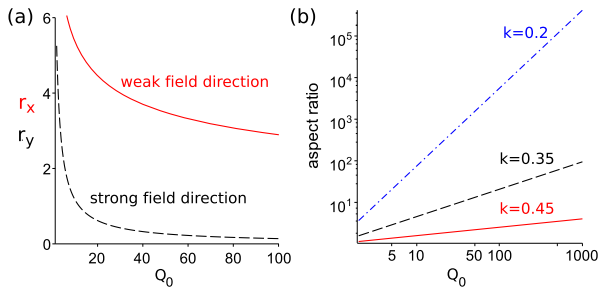 (a)
6
4
2
0
r_x
r_y
weak field direction
strong field direction
20
40
60
80
100
Q_0
(b)
aspect ratio
10^5
10^5
10^4
10^3
10^2
10^1
k=0.2
k=0.35
k=0.45
5
10
50
100
1000
Q_0